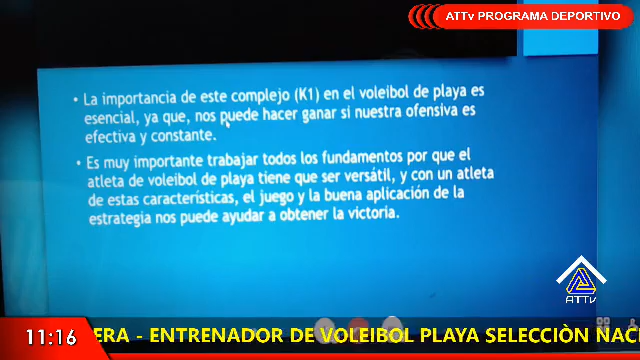 ATTv PROGRAMA DEPORTIVO
• La importancia de este complejo (K1) en el voleibol de playa es
esencial, ya que, nos puede hacer ganar si nuestra ofensiva es
efectiva y constante.
• Es muy importante trabajar todos los fundamentos por que el
atleta de voleibol de playa tiene que ser versátil, y con un atleta
de estas características, el juego y la buena aplicación de la
estrategia nos puede ayudar a obtener la victoria.
ATTv
11:16
ERA - ENTRENADOR DE VOLEIBOL PLAYA SELECCIÒN NAC